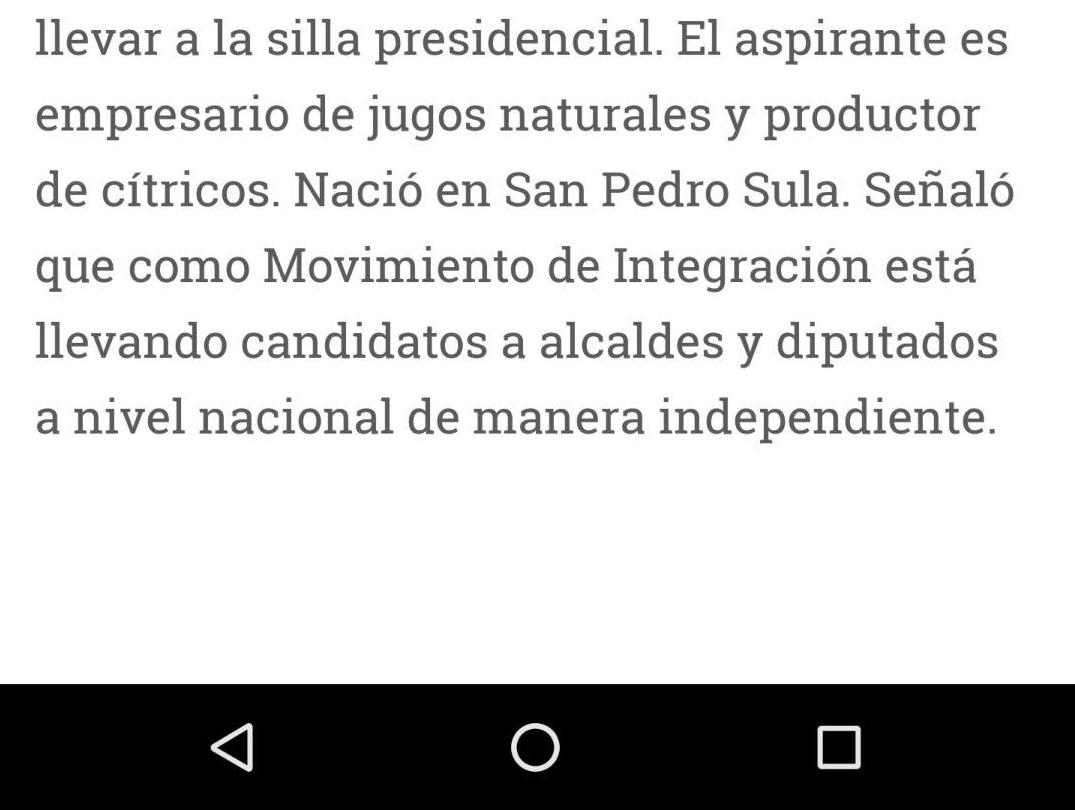 llevar a la silla presidencial. El aspirante es
empresario de jugos naturales y productor
de cítricos. Nació en San Pedro Sula. Señaló
que como Movimiento de Integración está
llevando candidatos a alcaldes y diputados
a nivel nacional de manera independiente.